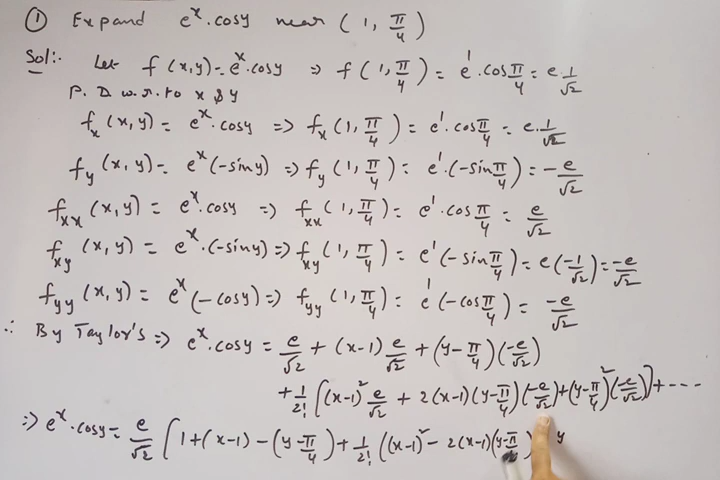 ① Expand e^x.cosy near (1, π/4)
Sol:- Let f(x,y) = e^x.cosy ⇒ f(1, π/4) = e^1.cos π/4 = e.1/√2
P.D w.r.to x & y
f_x (x,y) = e^x.cosy ⇒ f_x (1, π/4) = e^1.cos π/4 = e.1/√2
f_y (x,y) = e^x (-siny) ⇒ f_y (1, π/4) = e^1.(-sin π/4) = -e/√2
f_xx (x,y) = e^x.cosy ⇒ f_xx (1, π/4) = e^1.cos π/4 = e/√2
f_xy (x,y) = e^x.(-siny) ⇒ f_xy (1, π/4) = e^1 (-sin π/4) = e(-1/√2) = -e/√2
f_yy (x,y) = e^x (-cosy) ⇒ f_yy (1, π/4) = e^1 (-cos π/4) = -e/√2
∴ By Taylor's ⇒ e^x.cosy = e/√2 + (x-1) e/√2 + (y-π/4)(-e/√2)
+ 1/2! [(x-1)^2 e/√2 + 2(x-1)(y-π/4)(-e/√2) + (y-π/4)^2 (-e/√2)] + ----
⇒ e^x.cosy = e/√2 [1+(x-1) - (y-π/4) + 1/2! ((x-1)^2 - 2(x-1)(y-π y